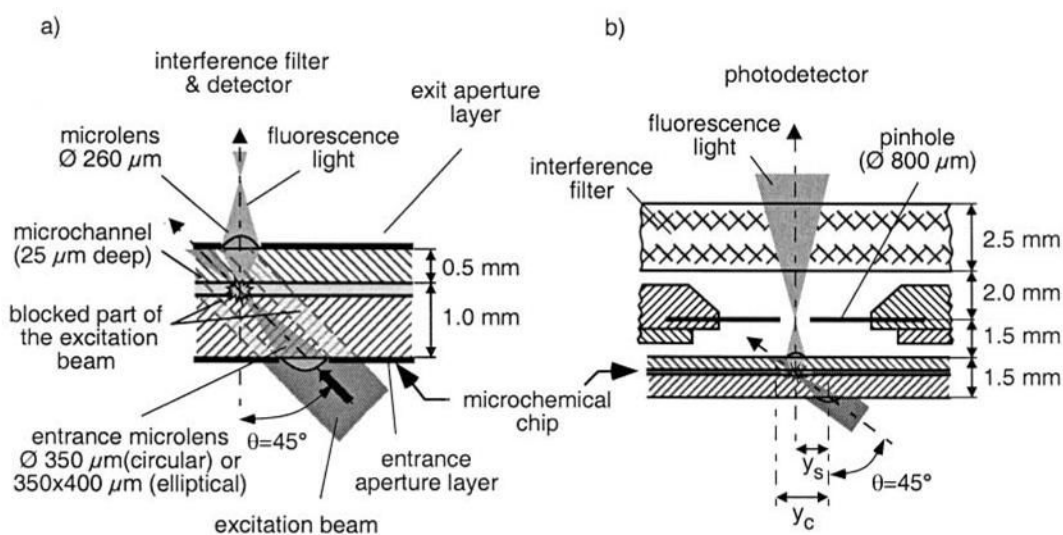 a)
interference filter
& detector
exit aperture
layer
microlens
Ø 260 µm
fluorescence
light
microchannel
(25 µm deep)
0.5 mm
1.0 mm
blocked part of
the excitation
beam
θ=45°
microchemical
chip
entrance microlens
Ø 350 µm(circular) or
350x400 µm (elliptical)
entrance
aperture layer
excitation beam
b)
photodetector
fluorescence
light
pinhole
(Ø 800 µm)
interference
filter
2.5 mm
2.0 mm
1.5 mm
1.5 mm
ys
θ=45°
yc